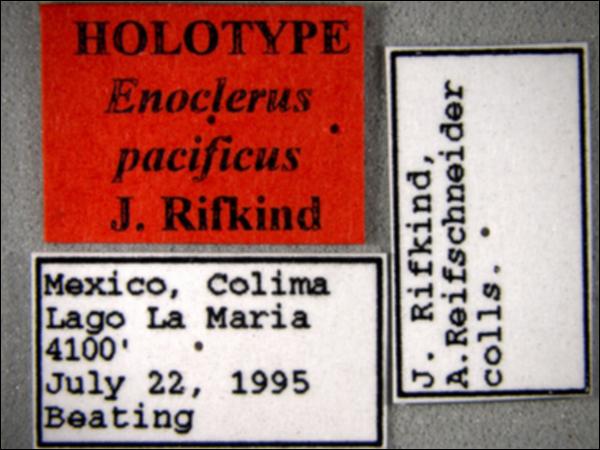 HOLOTYPE
Enoclerus
pacificus
J. Rifkind
Mexico, Colima
Lago La Maria
4100'
July 22, 1995
Beating
J. Rifkind,
A.Reifschneider
colls.